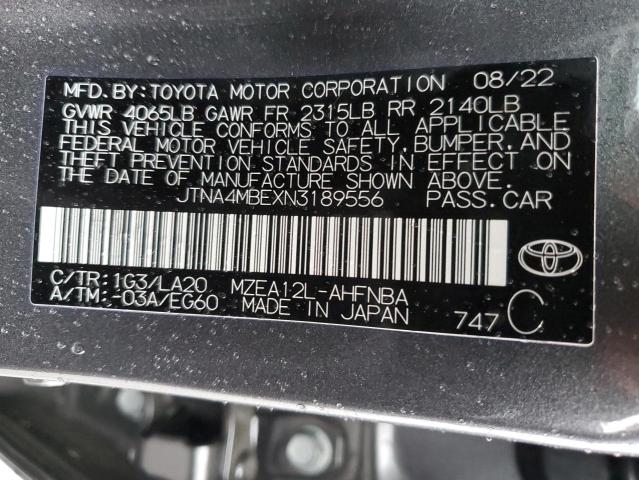 MFD. BY: TOYOTA MOTOR CORPORATION 08/22
GVWR 4065LB GAWR FR 2315LB RR 2140LB
THIS VEHICLE CONFORMS TO ALL APPLICABLE
FEDERAL MOTOR VEHICLE SAFETY, BUMPER, AND
THEFT PREVENTION STANDARDS IN EFFECT ON
THE DATE OF MANUFACTURE SHOWN ABOVE.
JTNA4MBEXN3189556 PASS. CAR
C/TR: 1G3/LA20 MZEA12L-AHFNBA
A/TM: -03A/EG60 MADE IN JAPAN 747 C